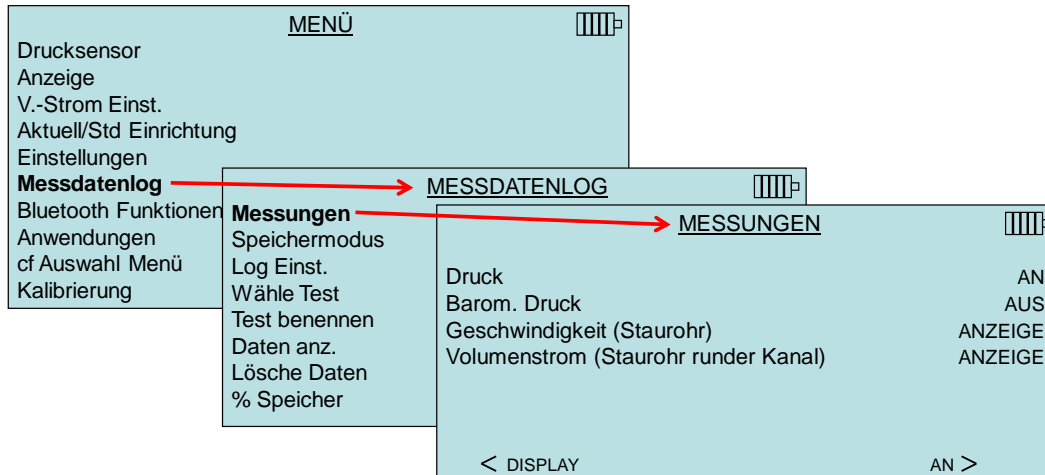 MENÜ
Drucksensor
Anzeige
V.-Strom Einst.
Aktuell/Std Einrichtung
Einstellungen
Messdatenlog
Bluetooth Funktionen
Anwendungen
cf Auswahl Menü
Kalibrierung
MESSDATENLOG
Messungen
Speichermodus
Log Einst.
Wähle Test
Test benennen
Daten anz.
Lösche Daten
% Speicher
MESSUNGEN
Druck AN
Barom. Druck AUS
Geschwindigkeit (Staurohr) ANZEIGE
Volumenstrom (Staurohr runder Kanal) ANZEIGE
< DISPLAY AN >